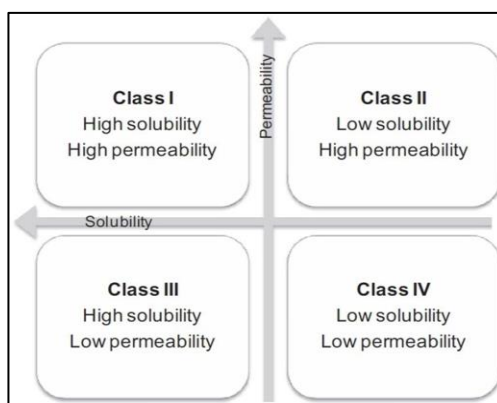 Class I
High solubility
High permeability
Permeability
Class II
Low solubility
High permeability
Solubility
Class III
High solubility
Low permeability
Class IV
Low solubility
Low permeability